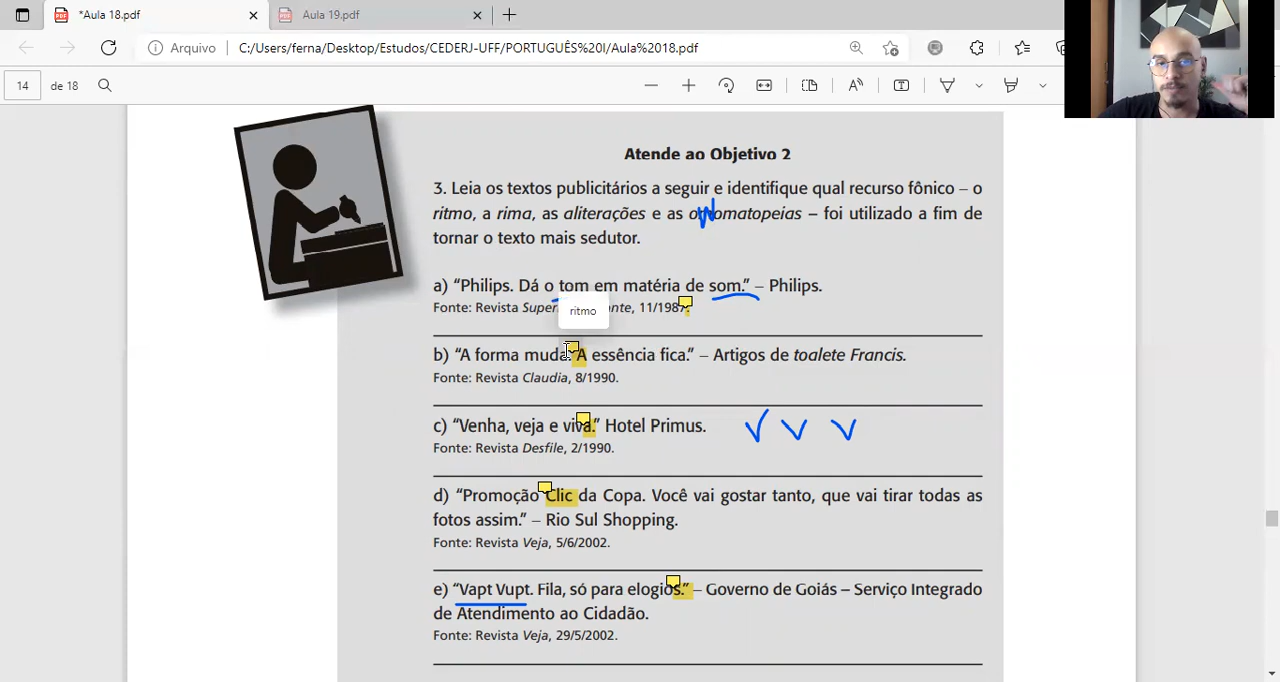 *Aula 18.pdf
Aula 19.pdf
Arquivo C:/Users/ferna/Desktop/Estudos/CEDERJ-UFF/PORTUGUÊS%20I/Aula%2018.pdf
14 de 18
Atende ao Objetivo 2
3. Leia os textos publicitários a seguir e identifique qual recurso fônico – o
ritmo, a rima, as aliterações e as onomatopeias – foi utilizado a fim de
tornar o texto mais sedutor.
a) “Philips. Dá o tom em matéria de som.” – Philips.
Fonte: Revista 11/1987.
ritmo
b) “A forma muda. A essência fica.” – Artigos de toalete Francis.
Fonte: Revista Claudia, 8/1990.
c) “Venha, veja e viva.” Hotel Primus. V V V
Fonte: Revista Desfile, 2/1990.
d) “Promoção Clic da Copa. Você vai gostar tanto, que vai tirar todas as
fotos assim.” – Rio Sul Shopping.
Fonte: Revista Veja, 5/6/2002.
e) “Vapt Vupt. Fila, só para elogios.” – Governo de Goiás – Serviço Integrado
de Atendimento ao Cidadão.
Fonte: Revista Veja, 29/5/2002.